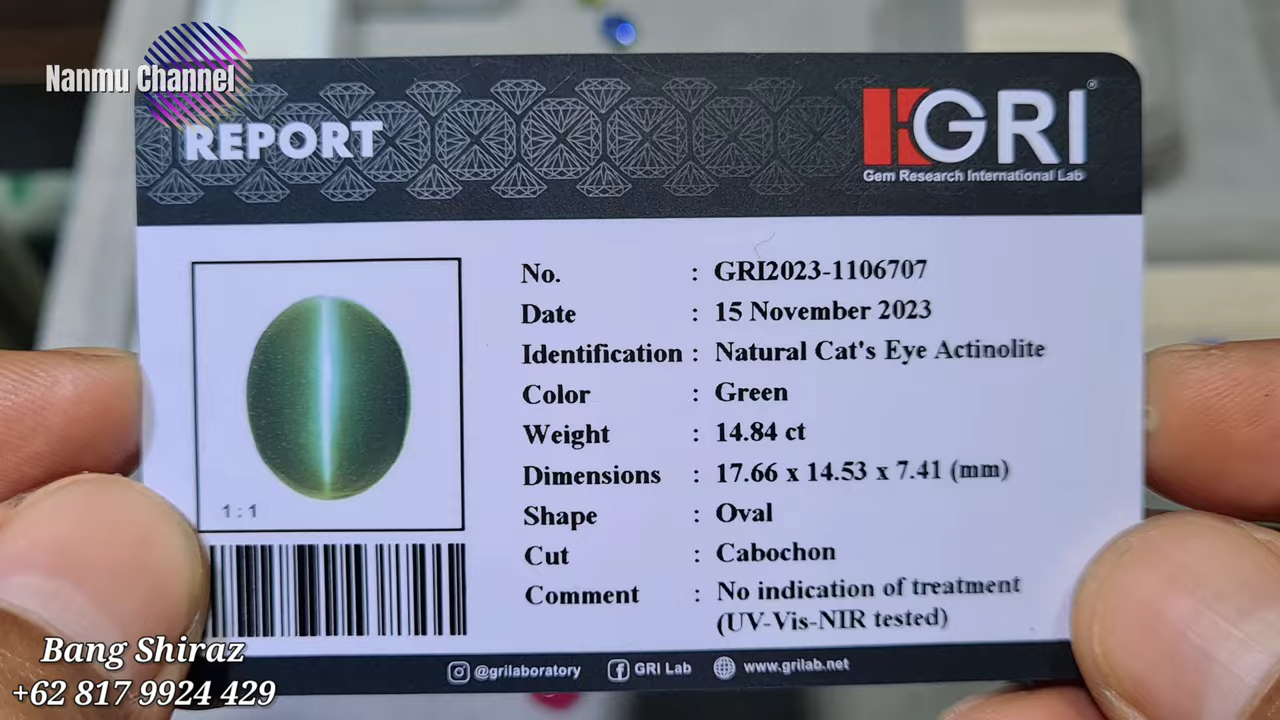 Nanmu Channel
REPORT
GRI®
Gem Research International Lab
No. : GRI2023-1106707
Date : 15 November 2023
Identification : Natural Cat's Eye Actinolite
Color : Green
Weight : 14.84 ct
Dimensions : 17.66 x 14.53 x 7.41 (mm)
Shape : Oval
Cut : Cabochon
Comment : No indication of treatment
(UV-Vis-NIR tested)
1:1
@grilaboratory GRI Lab www.grilab.net
Bang Shiraz
+62 817 9924 429